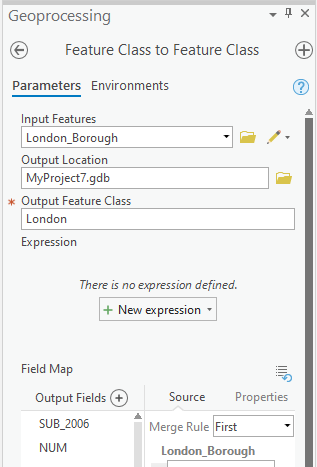 Geoprocessing
Feature Class to Feature Class
Parameters Environments
Input Features
London_Borough
Output Location
MyProject7.gdb
* Output Feature Class
London
Expression
There is no expression defined.
+ New expression
Field Map
Output Fields Source Properties
SUB_2006 Merge Rule First
NUM London_Borough